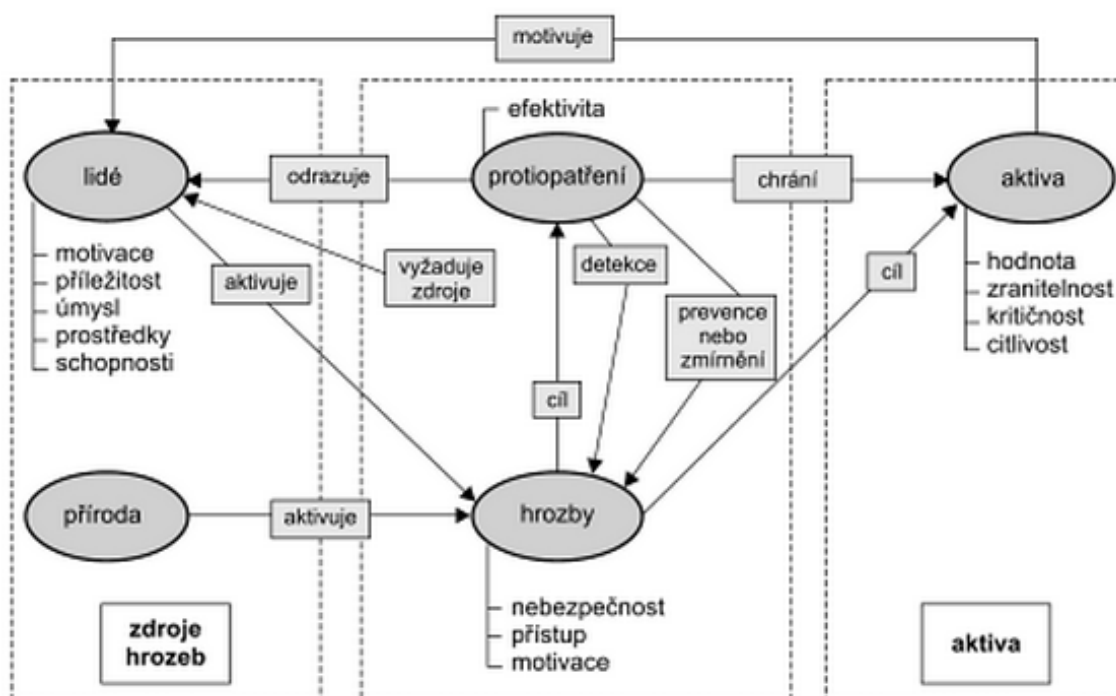 motivuje
efektivita
lidé
odrazuje
protiopatření
chrání
aktiva
motivace
příležitost
úmysl
prostředky
schopnosti
aktivuje
vyžaduje
zdroje
detekce
cíl
hodnota
zranitelnost
kritičnost
citlivost
prevence
nebo
zmírnění
cíl
příroda
aktivuje
hrozby
nebezpečnost
přístup
motivace
zdroje
hrozeb
aktiva